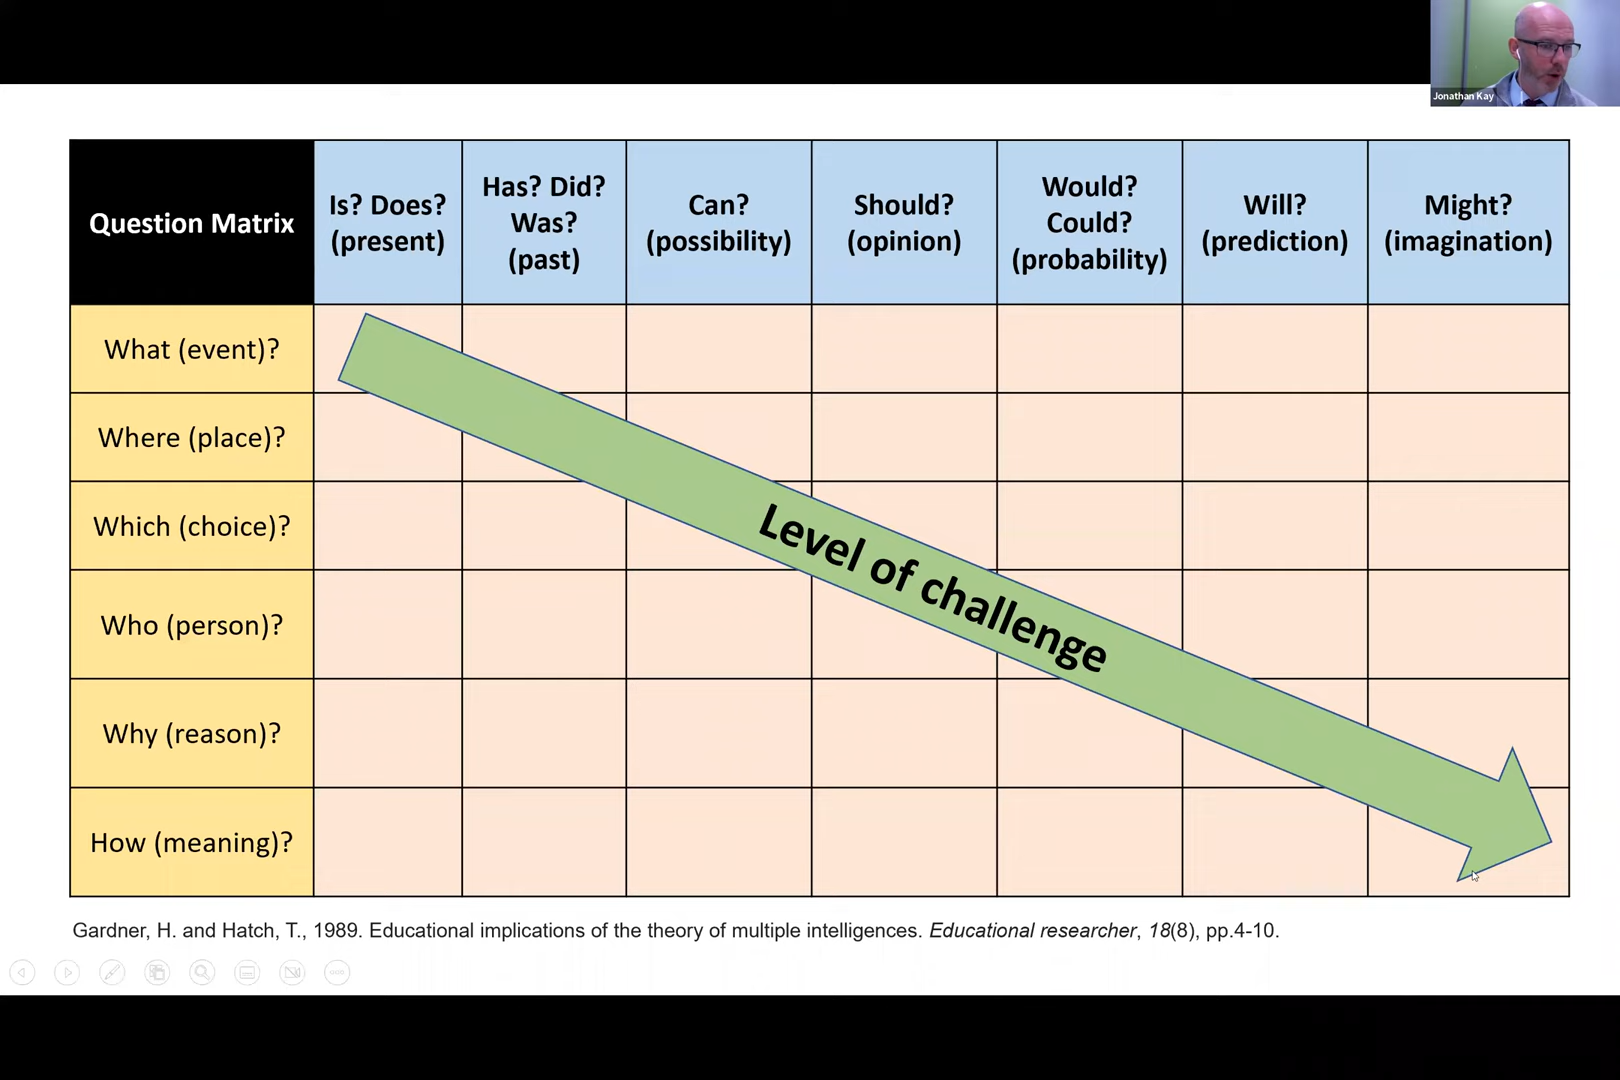 Jonathan Kay
Question Matrix
Is? Does?
(present)
Has? Did?
Was?
(past)
Can?
(possibility)
Should?
(opinion)
Would?
Could?
(probability)
Will?
(prediction)
Might?
(imagination)
What (event)?
Where (place)?
Which (choice)?
Who (person)?
Why (reason)?
How (meaning)?
Level of challenge
Gardner, H. and Hatch, T., 1989. Educational implications of the theory of multiple intelligences. Educational researcher, 18(8), pp.4-10.